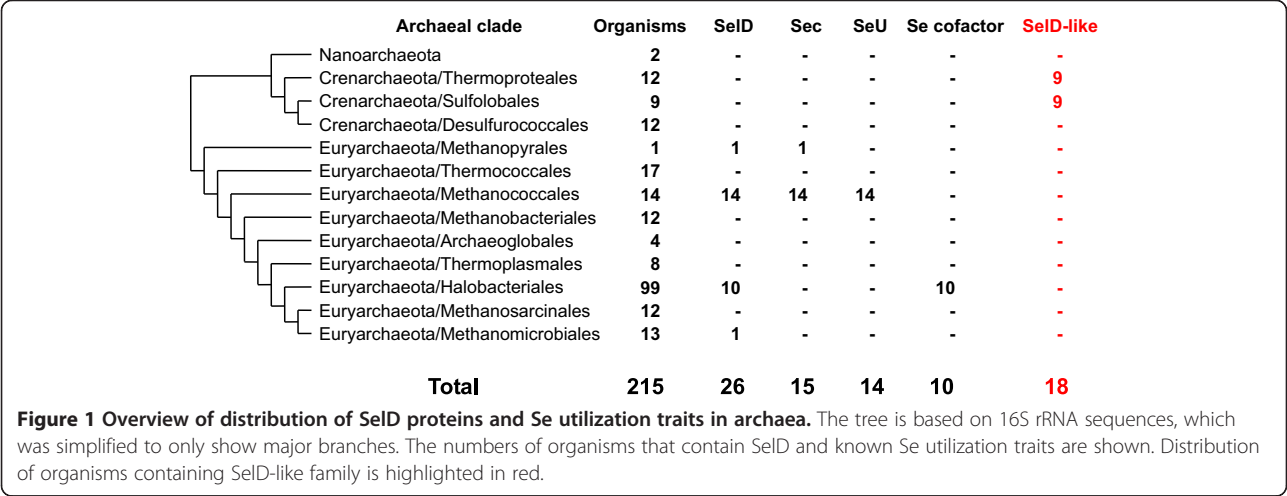 Archaeal clade Organisms SelD Sec SeU Se cofactor SelD-like
Nanoarchaeota 2 - - - - -
Crenarchaeota/Thermoproteales 12 - - - - 9
Crenarchaeota/Sulfolobales 9 - - - - 9
Crenarchaeota/Desulfurococcales 12 - - - - -
Euryarchaeota/Methanopyrales 1 1 1 - - -
Euryarchaeota/Thermococcales 17 - - - - -
Euryarchaeota/Methanococcales 14 14 14 14 - -
Euryarchaeota/Methanobacteriales 12 - - - - -
Euryarchaeota/Archaeoglobales 4 - - - - -
Euryarchaeota/Thermoplasmales 8 - - - - -
Euryarchaeota/Halobacteriales 99 10 - - 10 -
Euryarchaeota/Methanosarcinales 12 - - - - -
Euryarchaeota/Methanomicrobiales 13 1 - - - -
Total 215 26 15 14 10 18
Figure 1 Overview of distribution of SelD proteins and Se utilization traits in archaea. The tree is based on 16S rRNA sequences, which
was simplified to only show major branches. The numbers of organisms that contain SelD and known Se utilization traits are shown. Distribution
of organisms containing SelD-like family is highlighted in red.